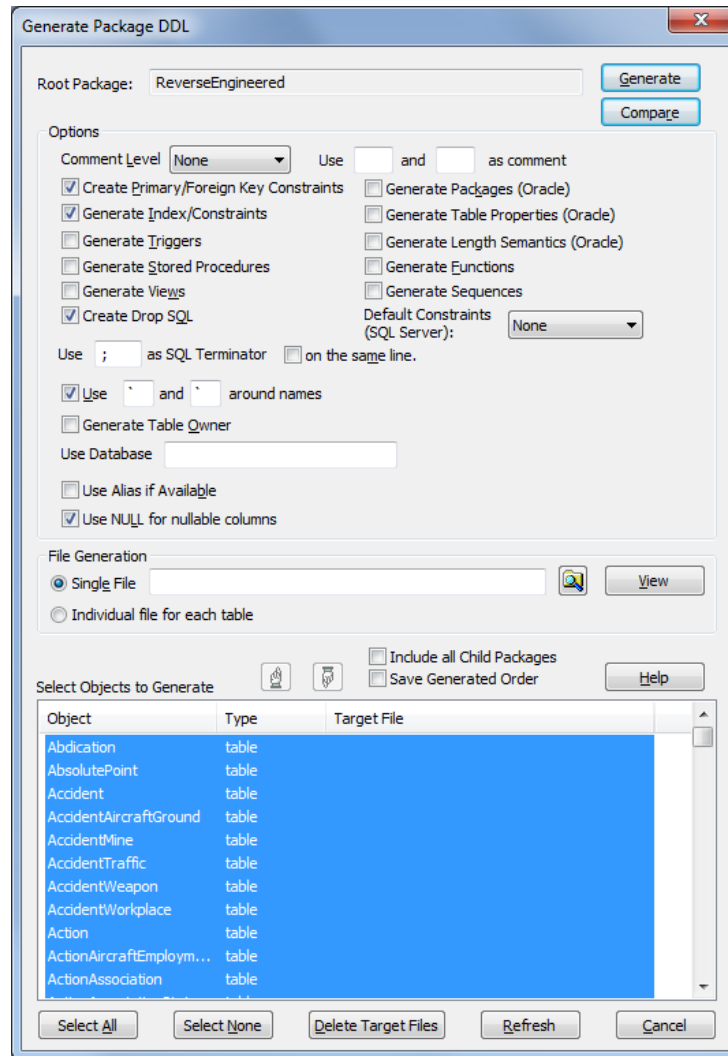 Generate Package DDL
Root Package: ReverseEngineered
Generate
Compare
Options
Comment Level None Use and as comment
Create Primary/Foreign Key Constraints Generate Packages (Oracle)
Generate Index/Constraints Generate Table Properties (Oracle)
Generate Triggers Generate Length Semantics (Oracle)
Generate Stored Procedures Generate Functions
Generate Views Generate Sequences
Create Drop SQL Default Constraints (SQL Server): None
Use ; as SQL Terminator on the same line.
Use ` and ` around names
Generate Table Owner
Use Database
Use Alias if Available
Use NULL for nullable columns
File Generation
Single File View
Individual file for each table
Include all Child Packages
Select Objects to Generate Save Generated Order Help
Object Type Target File
Abdication table
AbsolutePoint table
Accident table
AccidentAircraftGround table
AccidentMine table
AccidentTraffic table
AccidentWeapon table
AccidentWorkplace table
Action table
ActionAircraftEmploym... table
ActionAssociation table
Select All Select None Delete Target Files Refresh Cancel